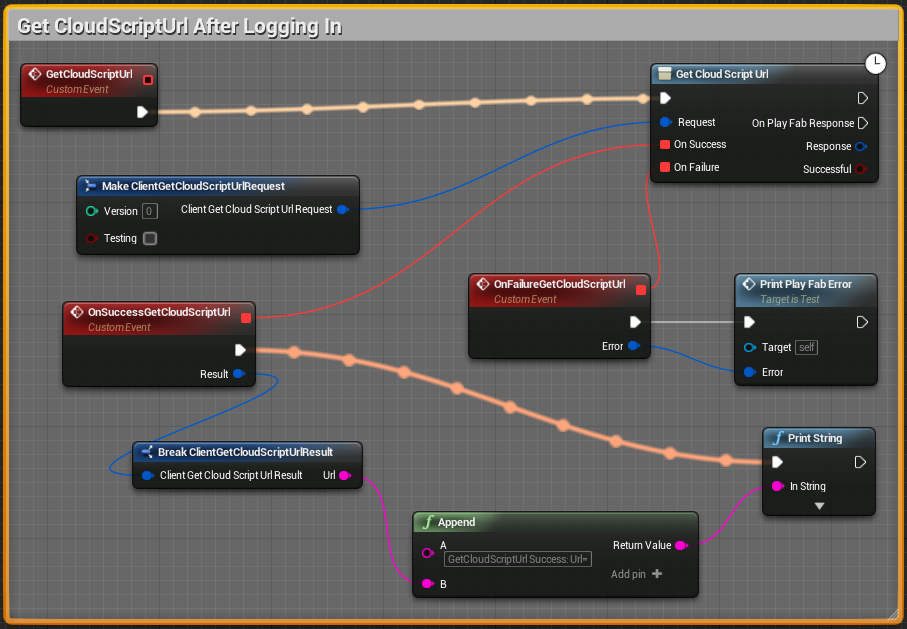 Get CloudScriptUrl After Logging In
GetCloudScriptUrl
Custom Event
Get Cloud Script Url
Request
On Play Fab Response
On Success
Response
On Failure
Successful
Make ClientGetCloudScriptUrlRequest
Version 0
Client Get Cloud Script Url Request
Testing
OnSuccessGetCloudScriptUrl
Custom Event
Result
OnFailureGetCloudScriptUrl
Custom Event
Error
Print Play Fab Error
Target is Test
Target self
Error
Break ClientGetCloudScriptUrlResult
Client Get Cloud Script Url Result
Url
Print String
In String
f Append
A
GetCloudScriptUrl Success: Url=
Return Value
Add pin
B